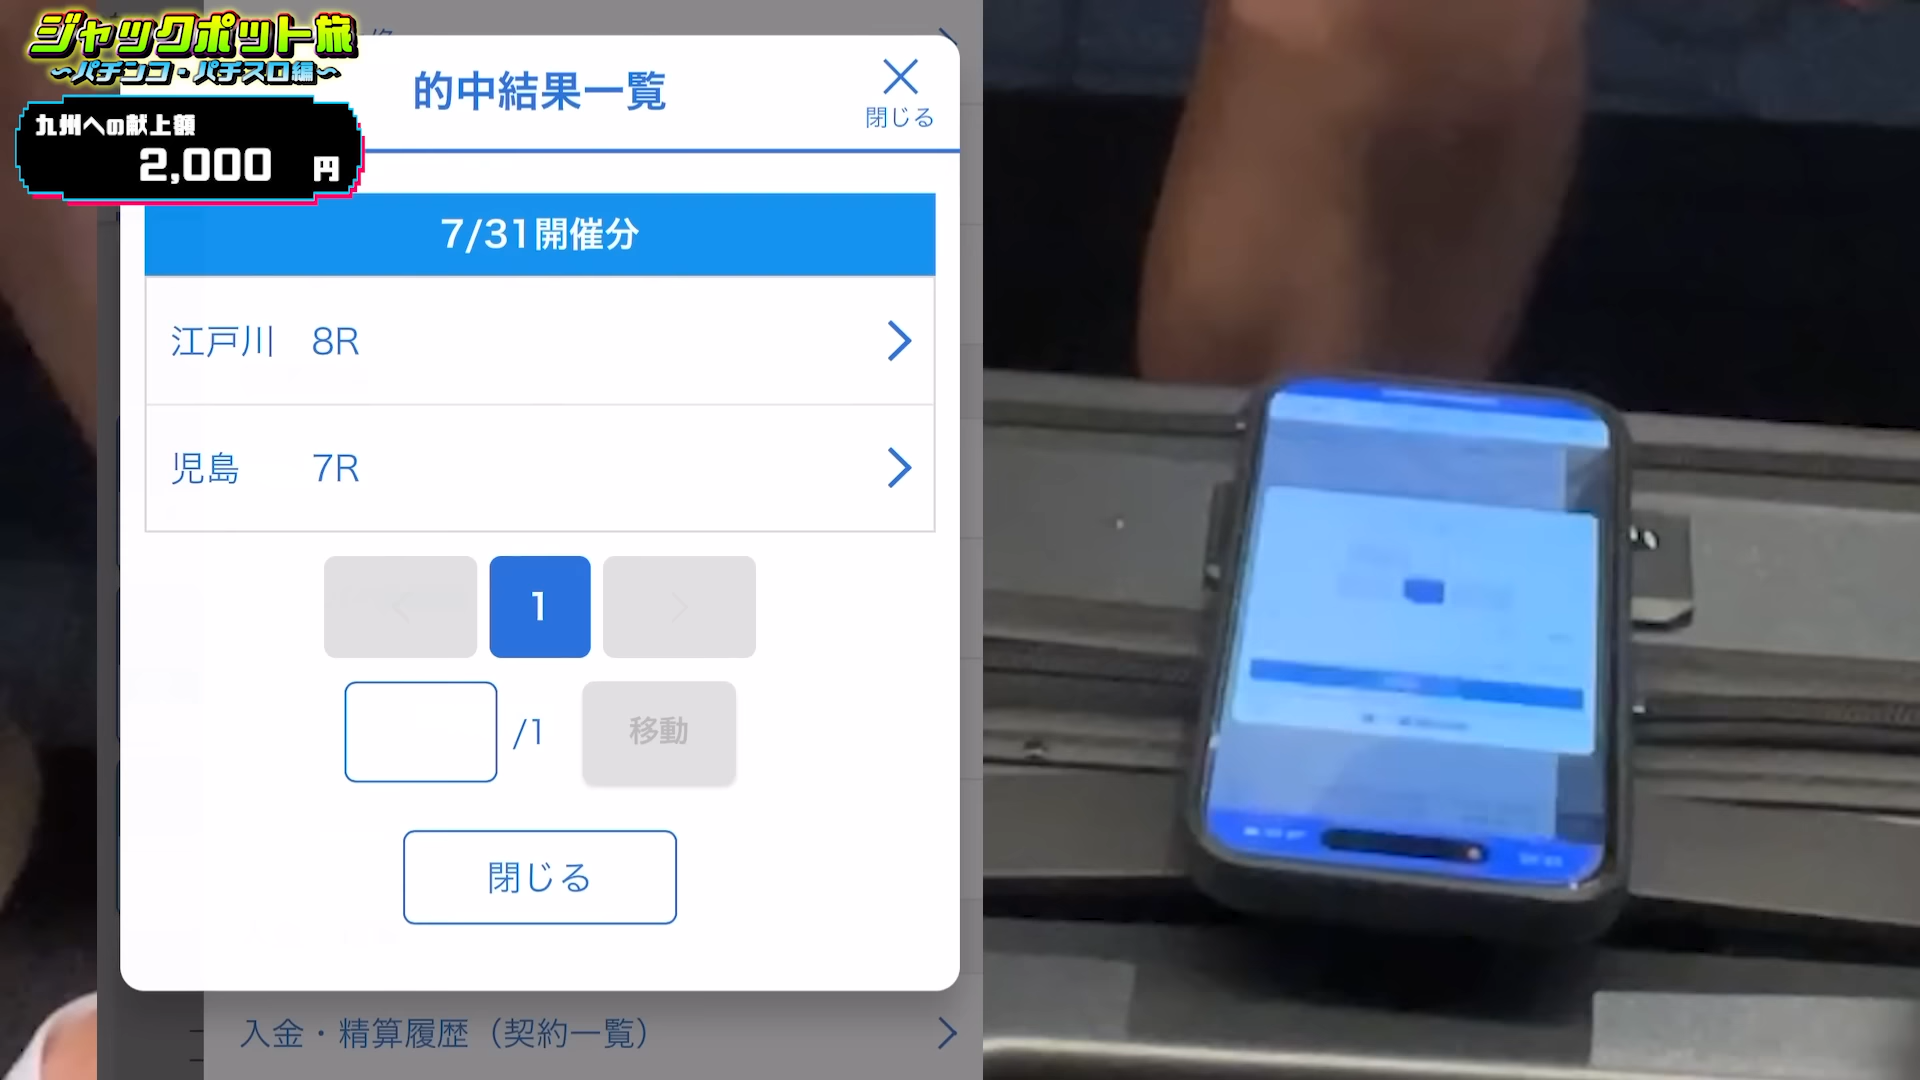 ジャックポット旅
~パチンコ・パチスロ編~
九州への献上額
2,000 円
的中結果一覧
閉じる
7/31開催分
江戸川 8R
児島 7R
1
/1 移動
閉じる
入金・精算履歴（契約一覧）